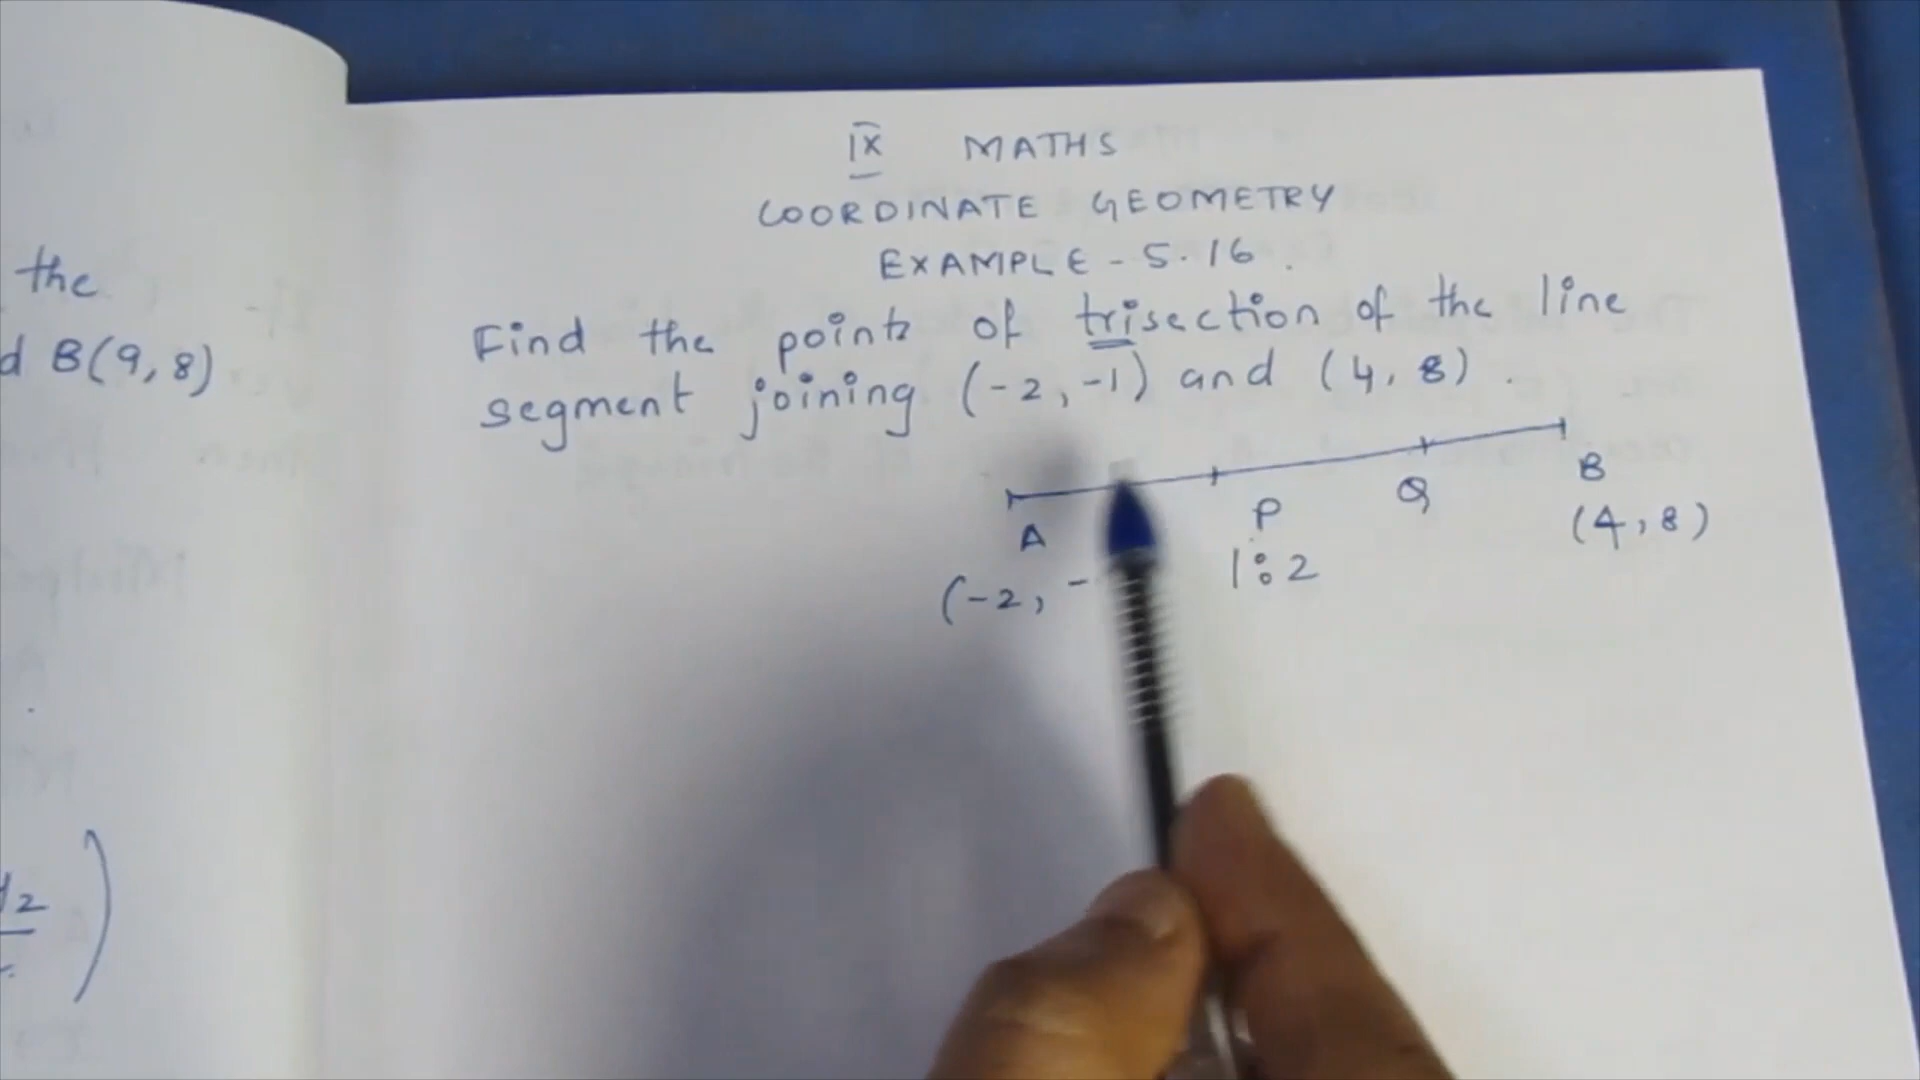 the
d B(9,8)
IX MATHS
COORDINATE GEOMETRY
EXAMPLE - 5.16.
Find the points of trisection of the line
segment joining (-2, -1) and (4, 8).
A P Q B
(-2, - 1:2 (4, 8)